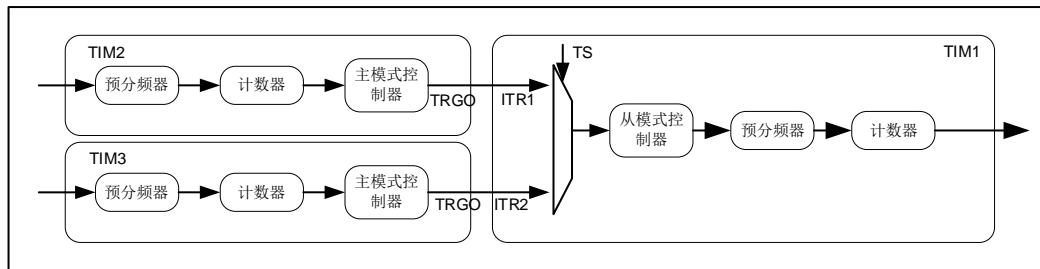 TIM2
预分频器
计数器
主模式控
制器
TRGO
ITR1
TS
TIM1
从模式控
制器
预分频器
计数器
TIM3
预分频器
计数器
主模式控
制器
TRGO
ITR2